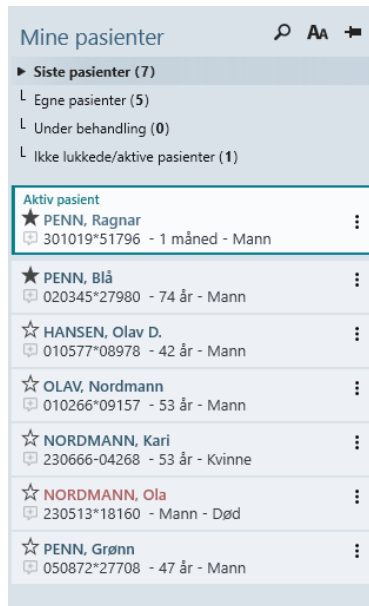 Mine pasienter AA
▸ Siste pasienter (7)
└ Egne pasienter (5)
└ Under behandling (0)
└ Ikke lukkede/aktive pasienter (1)
Aktiv pasient
★ PENN, Ragnar
301019*51796 - 1 måned - Mann
★ PENN, Blå
020345*27980 - 74 år - Mann
☆ HANSEN, Olav D.
010577*08978 - 42 år - Mann
☆ OLAV, Nordmann
010266*09157 - 53 år - Mann
☆ NORDMANN, Kari
230666-04268 - 53 år - Kvinne
☆ NORDMANN, Ola
230513*18160 - Mann - Død
☆ PENN, Grønn
050872*27708 - 47 år - Mann